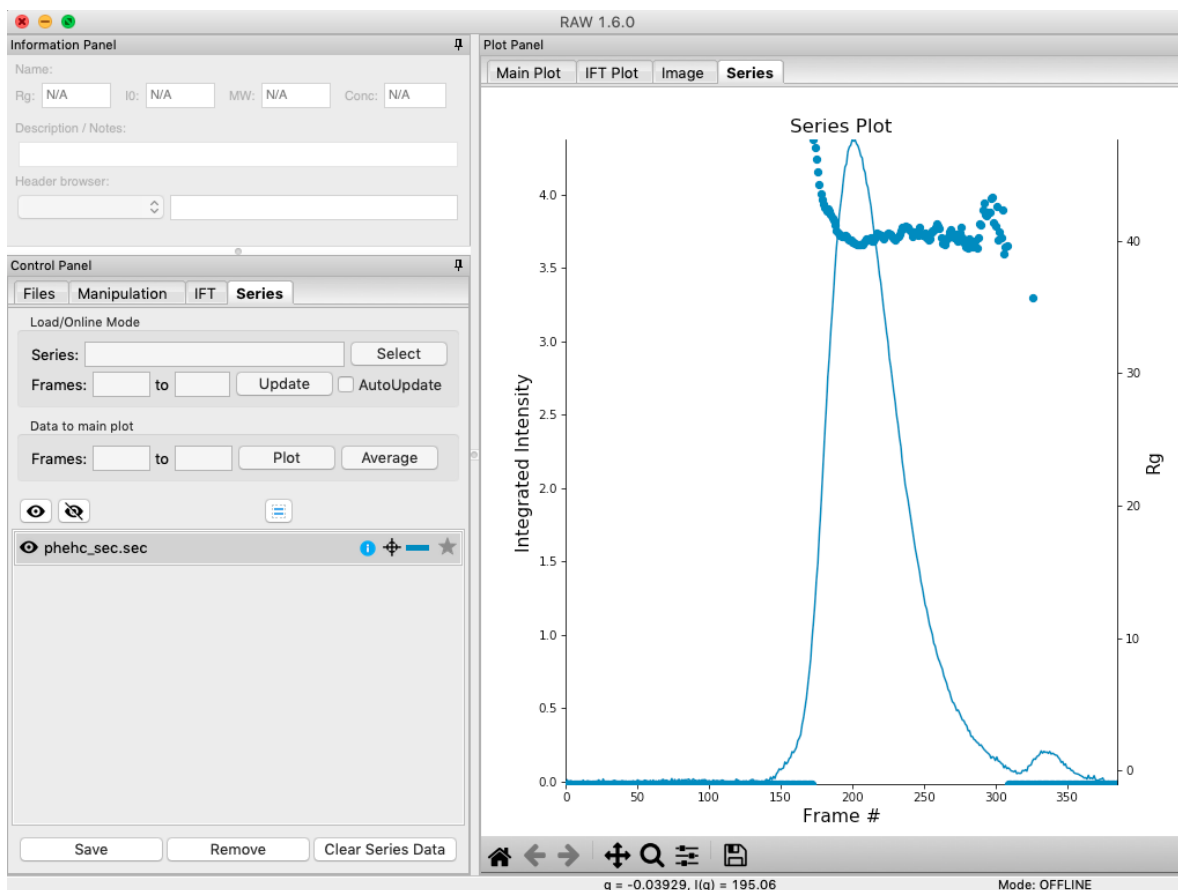 RAW 1.6.0
Information Panel
Name:
Rg: N/A I0: N/A MW: N/A Conc: N/A
Description / Notes:
Header browser:
Control Panel
Files Manipulation IFT Series
Load/Online Mode
Series: Select
Frames: to Update AutoUpdate
Data to main plot
Frames: to Plot Average
phehc_sec.sec
Save Remove Clear Series Data
Plot Panel
Main Plot IFT Plot Image Series
Series Plot
Integrated Intensity
4.0
3.5
3.0
2.5
2.0
1.5
1.0
0.5
0.0
0 50 100 150 200 250 300 350
Frame #
40
30
20
10
0
Rg
q = -0.03929, I(q) = 195.06 Mode: OFFLINE